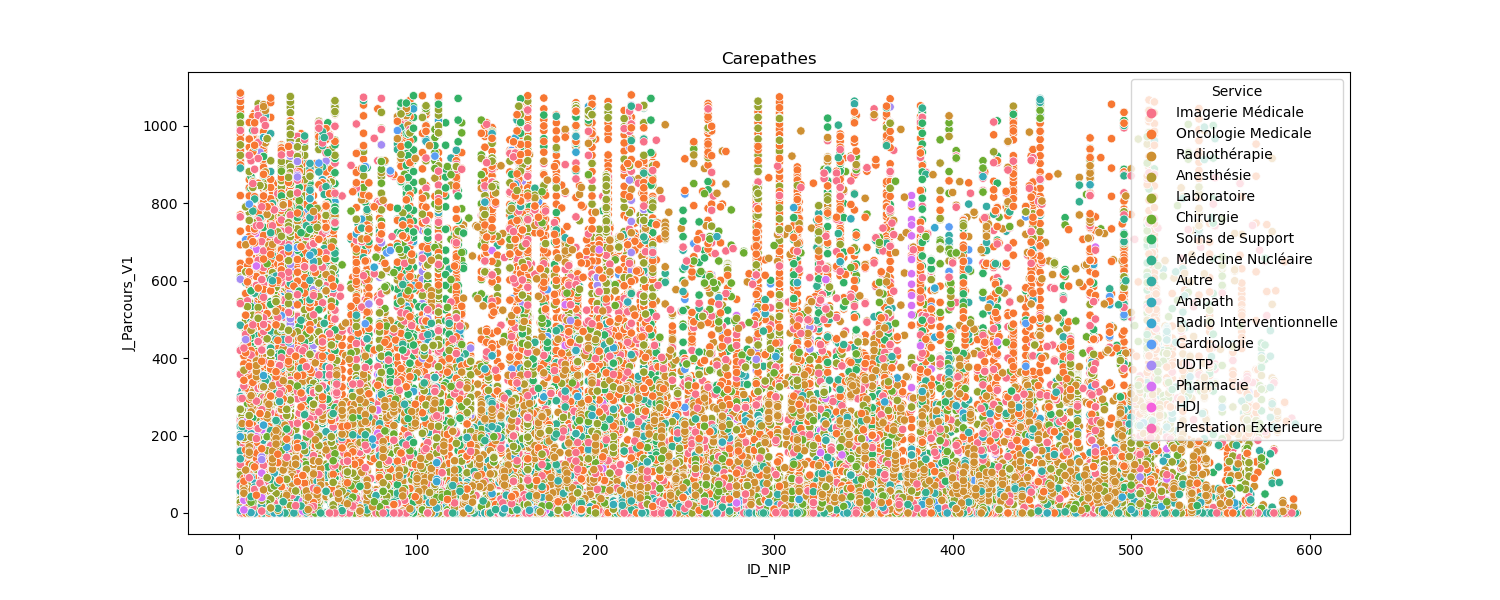 Carepathes
J_Parcours_V1
1000
800
600
400
200
0
0 100 200 300 400 500 600
ID_NIP
Service
Imagerie Médicale
Oncologie Medicale
Radiothérapie
Anesthésie
Laboratoire
Chirurgie
Soins de Support
Médecine Nucléaire
Autre
Anapath
Radio Interventionnelle
Cardiologie
UDTP
Pharmacie
HDJ
Prestation Exterieure